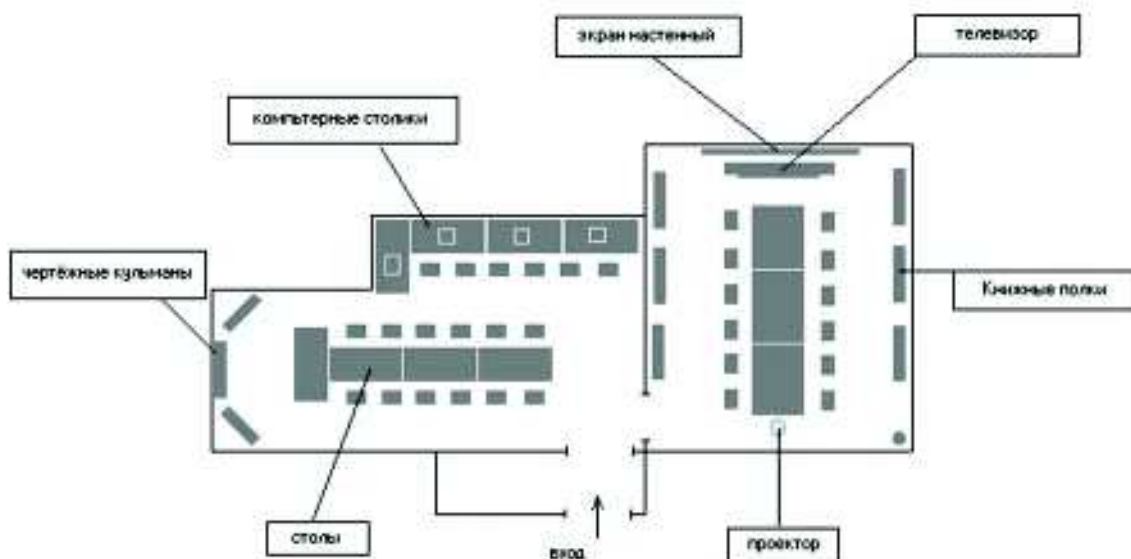 экран настенный
телевизор
компьтерные столики
чертёжные кульманы
Книжные полки
столы
вход
проектор